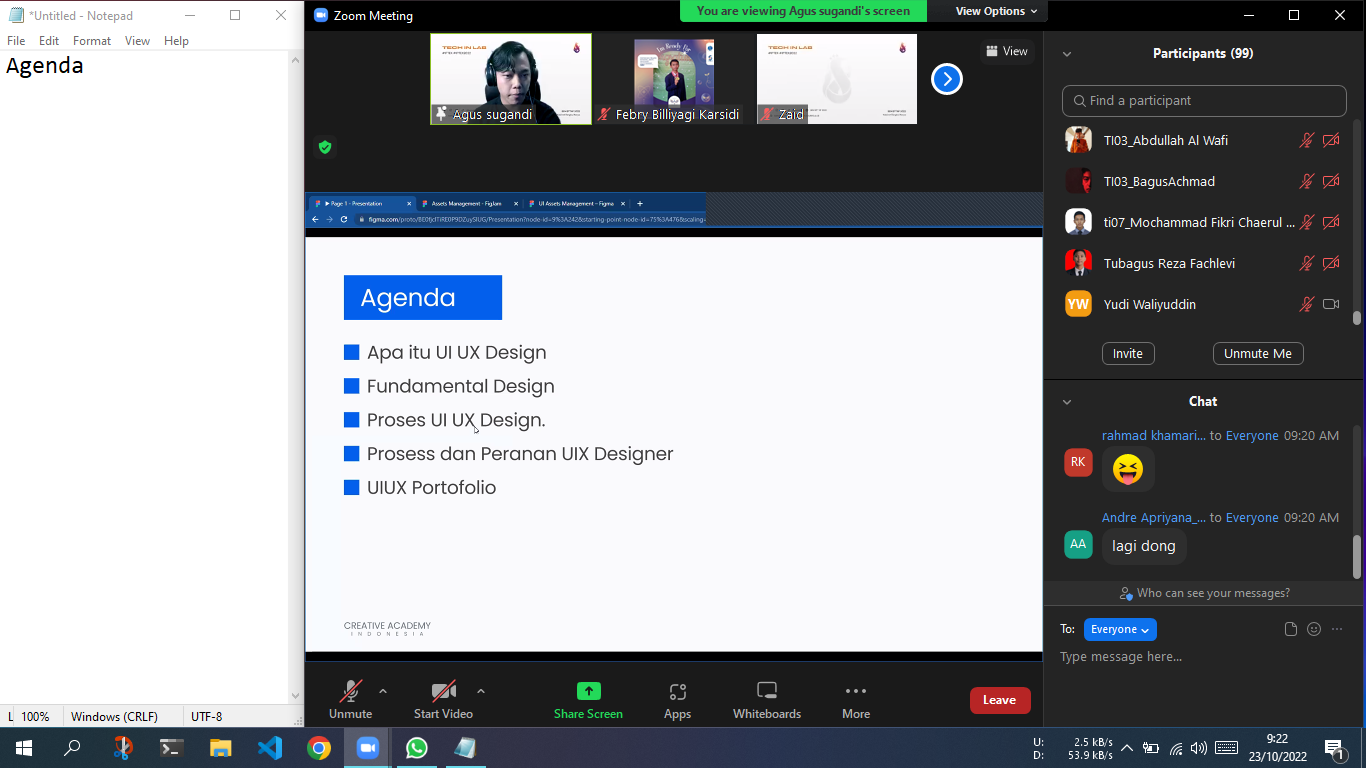 *Untitled - Notepad
File Edit Format View Help
Agenda
L 100% Windows (CRLF) UTF-8
Zoom Meeting
You are viewing Agus sugandi's screen
View Options
View
TECH IN LAB
Agus sugandi
I'm Ready For
Febry Billiyagi Karsidi
TECH IN LAB
Zaid
Page 1 - Presentation
Assets Management - FigJam
UI Assets Management – Figma
Agenda
Apa itu UI UX Design
Fundamental Design
Proses UI UX Design.
Prosess dan Peranan UIX Designer
UIUX Portofolio
CREATIVE ACADEMY
INDONESIA
Unmute
Start Video
Share Screen
Apps
Whiteboards
More
Leave
Participants (99)
Find a participant
TI03_Abdullah Al Wafi
TI03_BagusAchmad
ti07_Mochammad Fikri Chaerul ...
Tubagus Reza Fachlevi
YW Yudi Waliyuddin
Invite
Unmute Me
Chat
rahmad khamari... to Everyone 09:20 AM
RK
Andre Apriyana_... to Everyone 09:20 AM
AA
lagi dong
Who can see your messages?
To: Everyone
Type message here...
U: 2.5 kB/s
D: 53.9 kB/s
9:22
23/10/2022
1